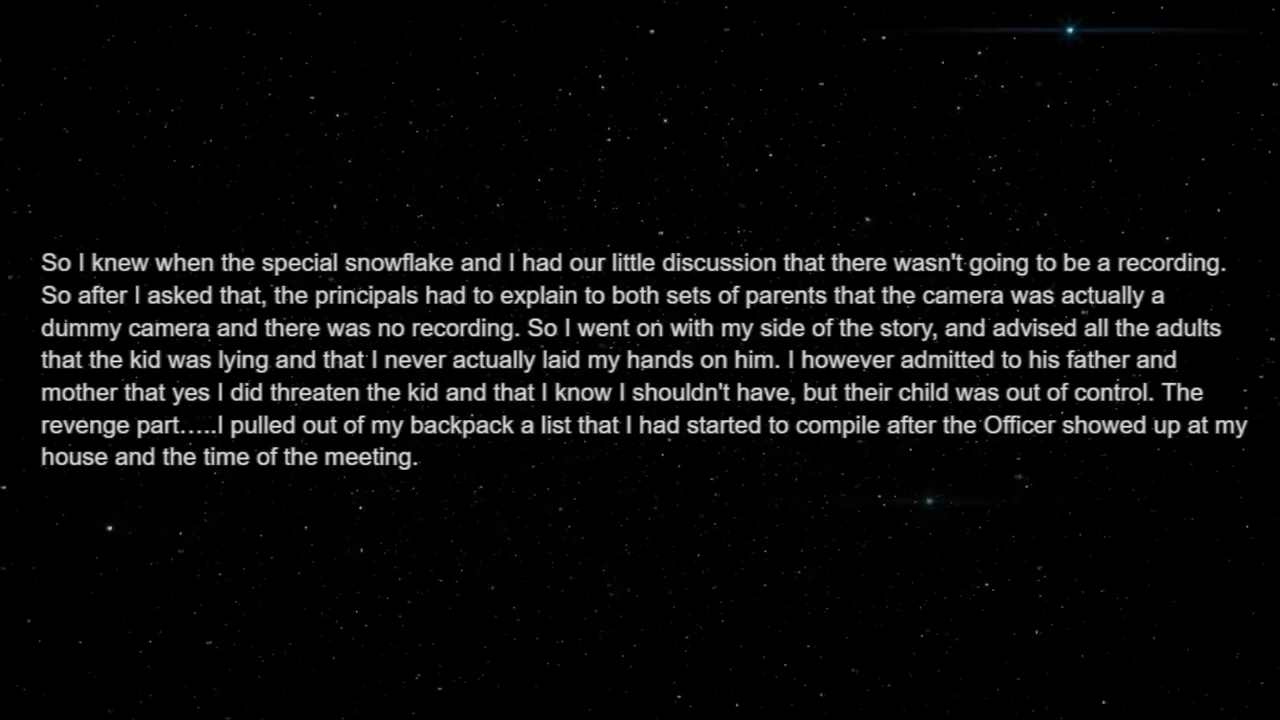 So I knew when the special snowflake and I had our little discussion that there wasn't going to be a recording.
So after I asked that, the principals had to explain to both sets of parents that the camera was actually a
dummy camera and there was no recording. So I went on with my side of the story, and advised all the adults
that the kid was lying and that I never actually laid my hands on him. I however admitted to his father and
mother that yes I did threaten the kid and that I know I shouldn't have, but their child was out of control. The
revenge part…..I pulled out of my backpack a list that I had started to compile after the Officer showed up at my
house and the time of the meeting.